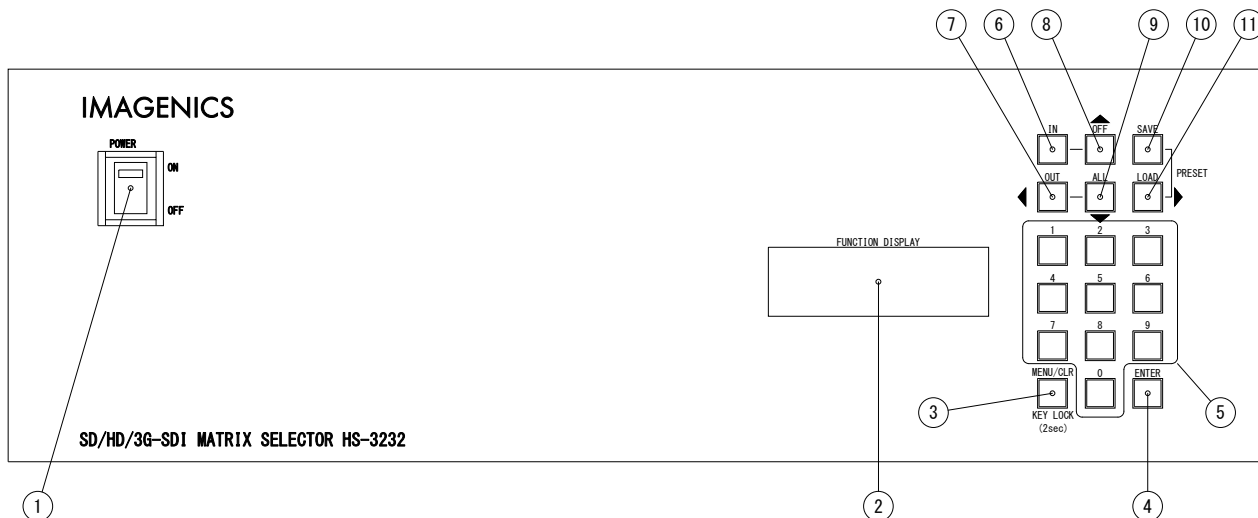 7 6 8 9 10 11
IMAGENICS
POWER
ON
OFF
IN OFF SAVE
PRESET
OUT ALL LOAD
FUNCTION DISPLAY
1 2 3
4 5 6
7 8 9
MENU/CLR 0 ENTER
KEY LOCK
(2sec)
3 5
SD/HD/3G-SDI MATRIX SELECTOR HS-3232
1 2 4